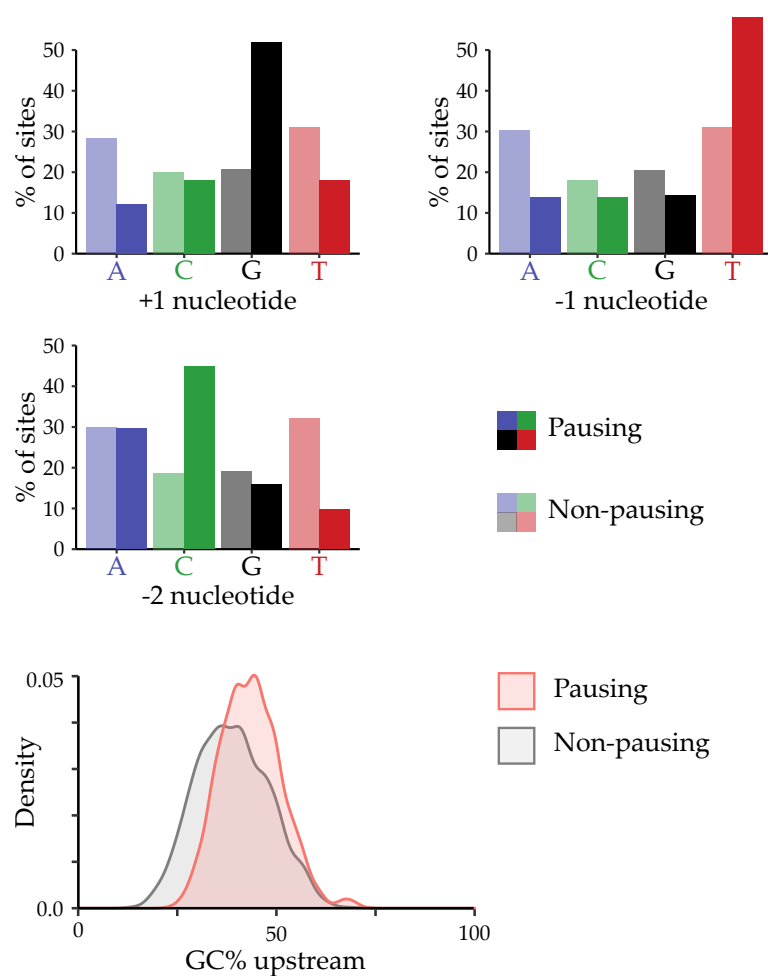 % of sites
50
40
30
20
10
0
A C G T
+1 nucleotide
% of sites
50
40
30
20
10
0
A C G T
-1 nucleotide
% of sites
50
40
30
20
10
0
A C G T
-2 nucleotide
Pausing
Non-pausing
Density
0.05
0.0
0 50 100
GC% upstream
Pausing
Non-pausing